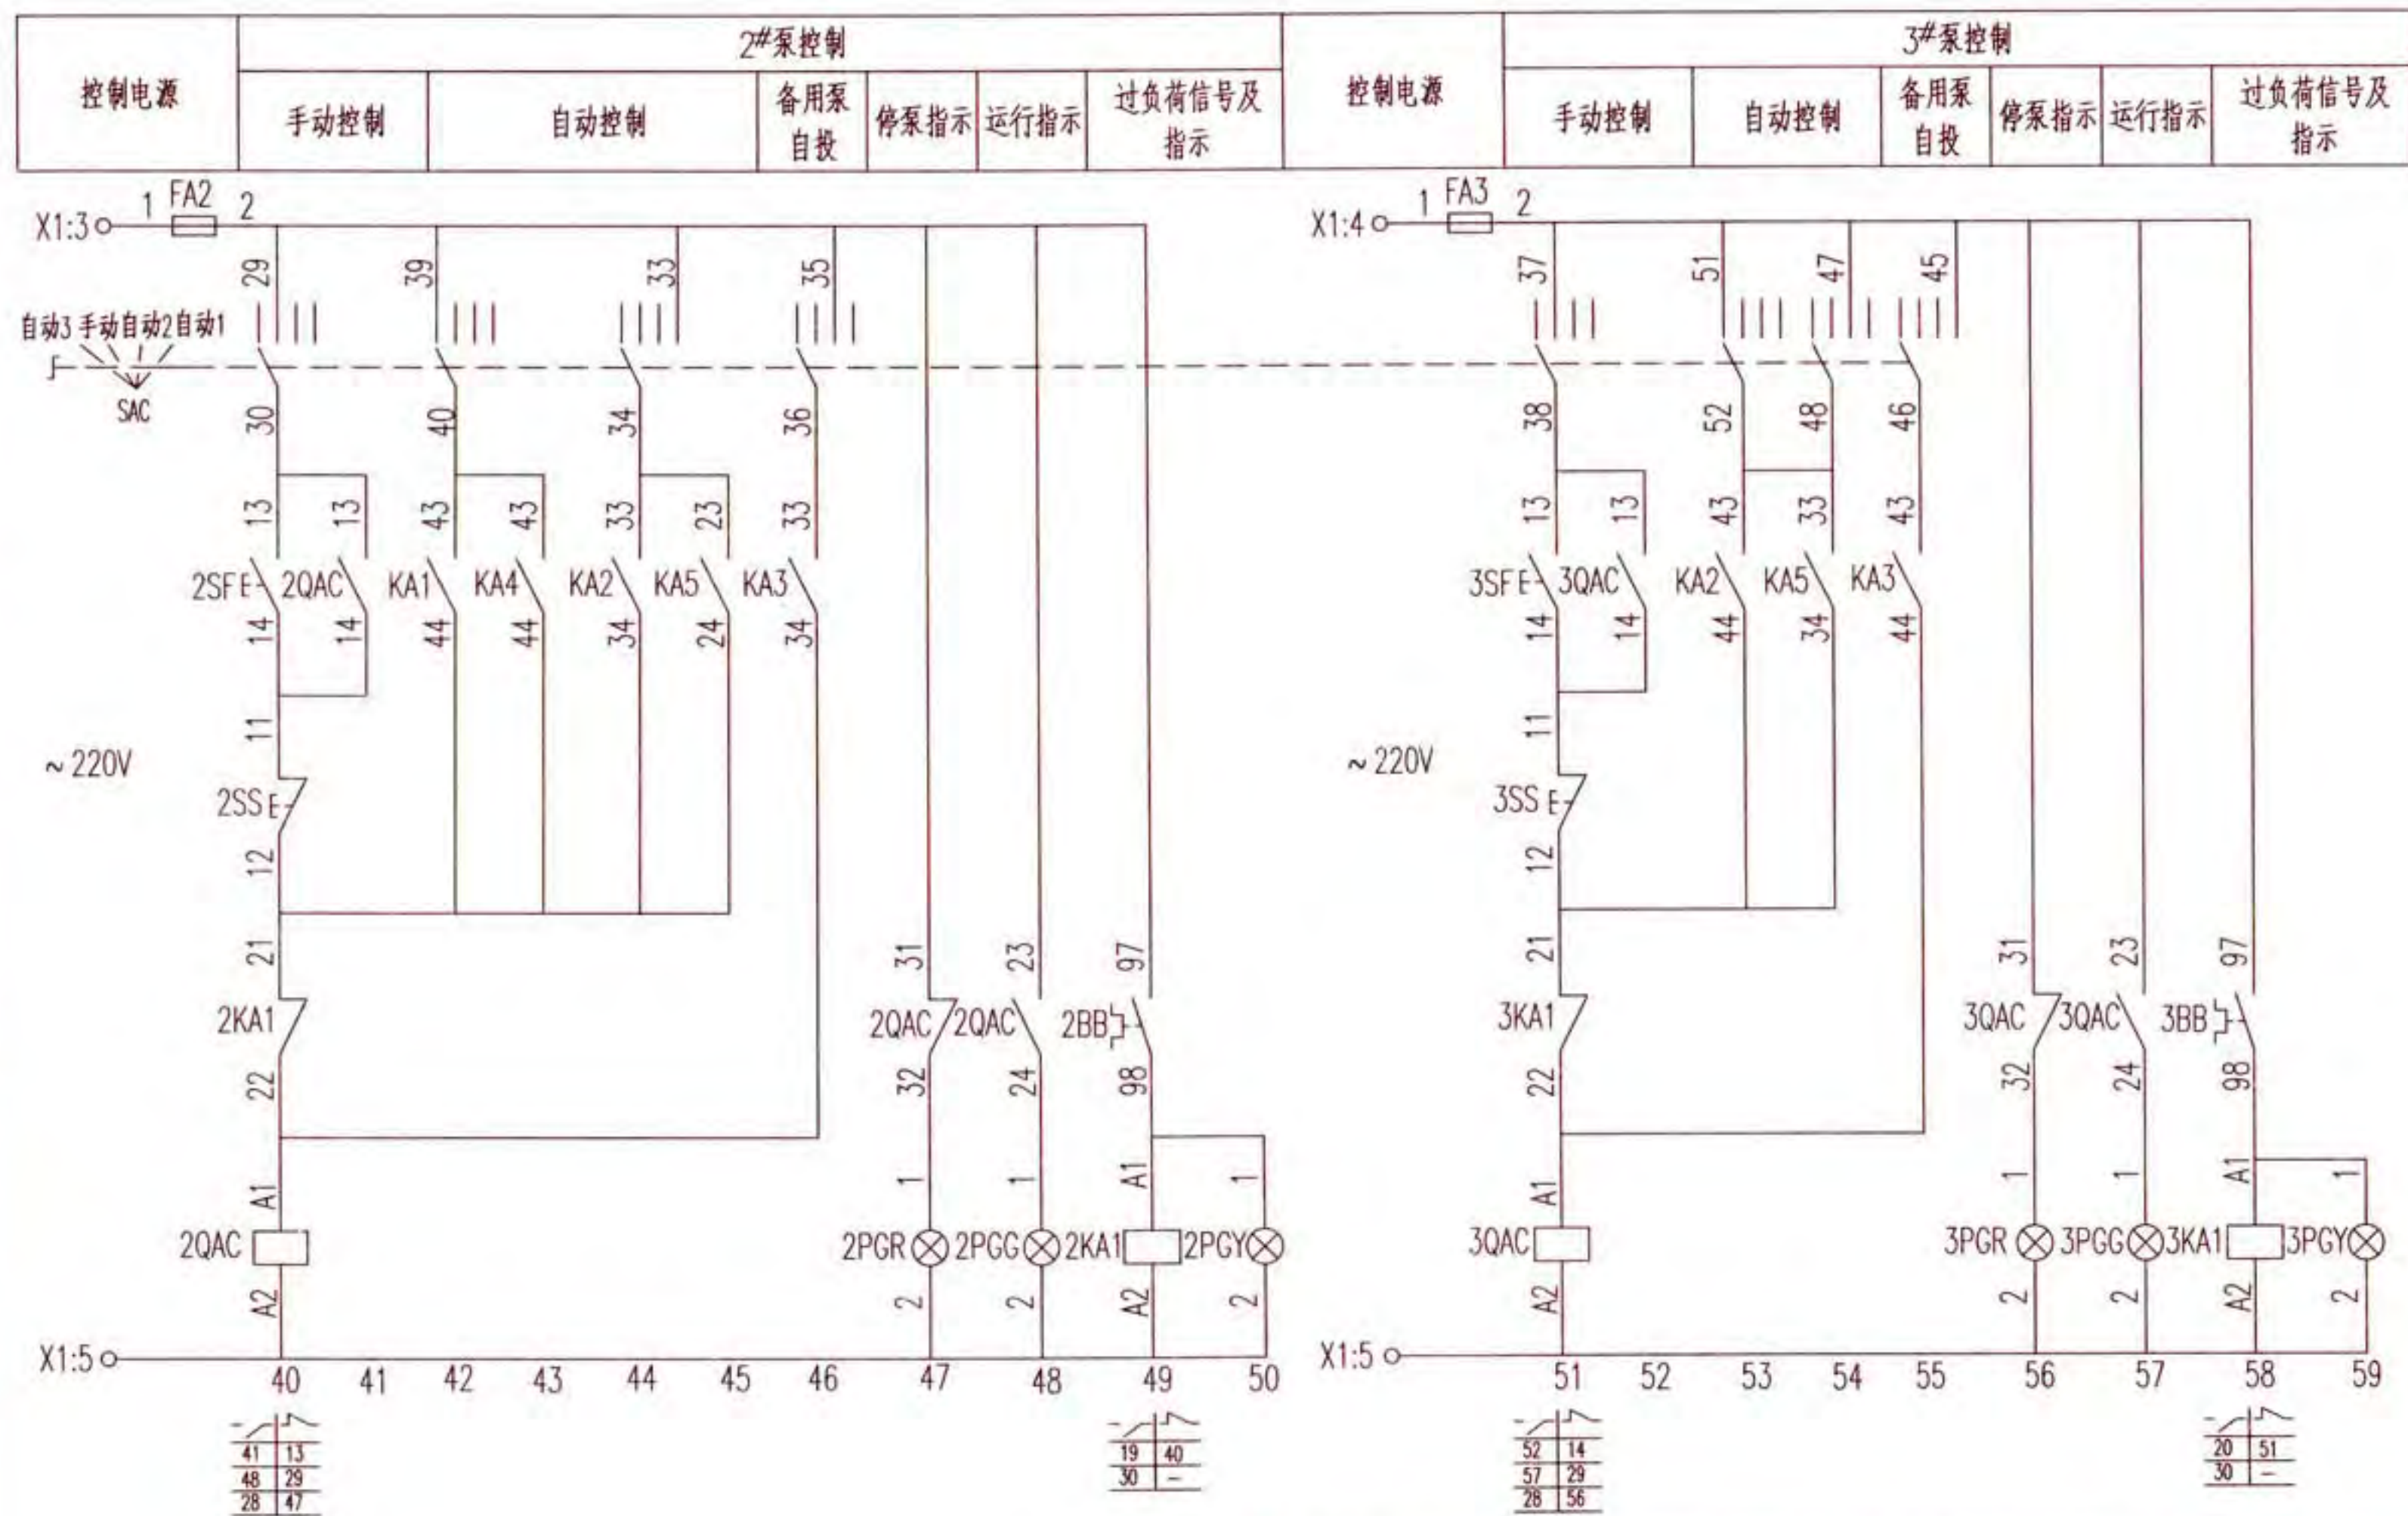 2#泵控制
3#泵控制
控制电源
手动控制
自动控制
备用泵
自投
停泵指示
运行指示
过负荷信号及
指示
控制电源
手动控制
自动控制
备用泵
自投
停泵指示
运行指示
过负荷信号及
指示
X1:3 1 FA2 2
X1:4 1 FA3 2
29 39 33 35
37 51 47 45
自动3 手动 自动2 自动1
SAC
30 40 34 36
38 52 48 46
13 13 43 43 33 23 33
13 13 43 33 43
2SF 2QAC KA1 KA4 KA2 KA5 KA3
3SF 3QAC KA2 KA5 KA3
14 14 44 44 34 24 34
14 14 44 34 44
11
11
~220V
~220V
2SS
3SS
12
12
21 31 23 97
21 31 23 97
2KA1 2QAC 2QAC 2BB
3KA1 3QAC 3QAC 3BB
22 32 24 98
22 32 24 98
A1 1 1 A1 1
A1 1 1 A1 1
2QAC 2PGR 2PGG 2KA1 2PGY
3QAC 3PGR 3PGG 3KA1 3PGY
A2 2 2 A2 2
A2 2 2 A2 2
X1:5
X1:5
40 41 42 43 44 45 46 47 48 49 50
51 52 53 54 55 56 57 58 59
41 13
48 29
28 47
19 40
30 -
52 14
57 29
28 56
20 51
30 -